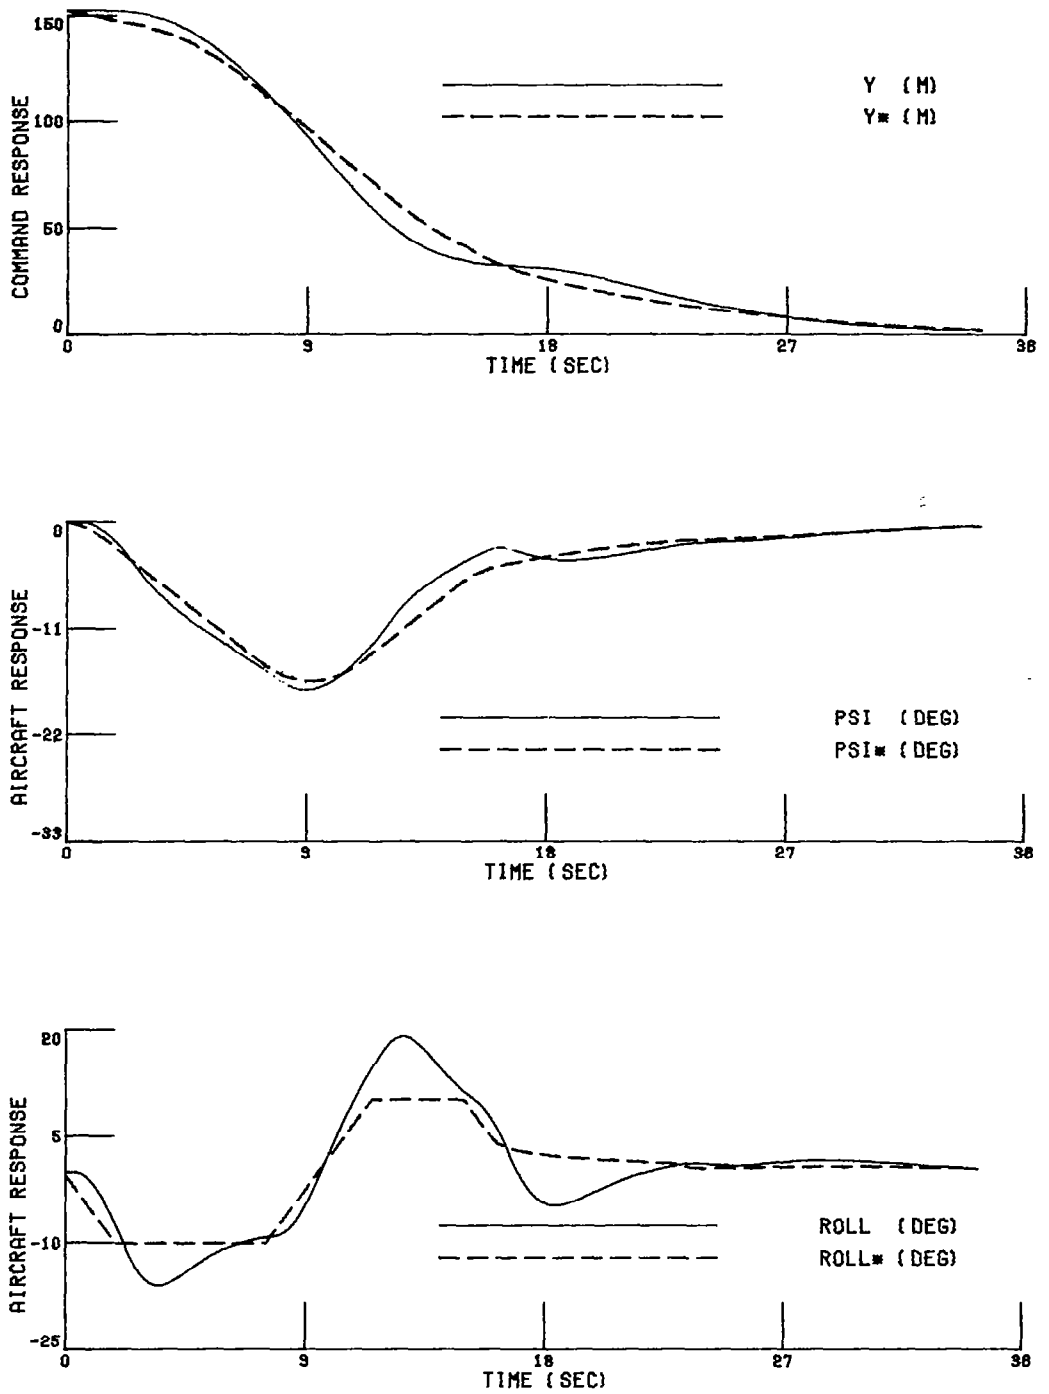 COMMAND RESPONSE
150
100
50
0
Y (M)
Y* (M)
0 9 18 27 36
TIME (SEC)
AIRCRAFT RESPONSE
0
-11
-22
-33
PSI (DEG)
PSI* (DEG)
0 9 18 27 36
TIME (SEC)
AIRCRAFT RESPONSE
20
5
-10
-25
ROLL (DEG)
ROLL* (DEG)
0 9 18 27 36
TIME (SEC)